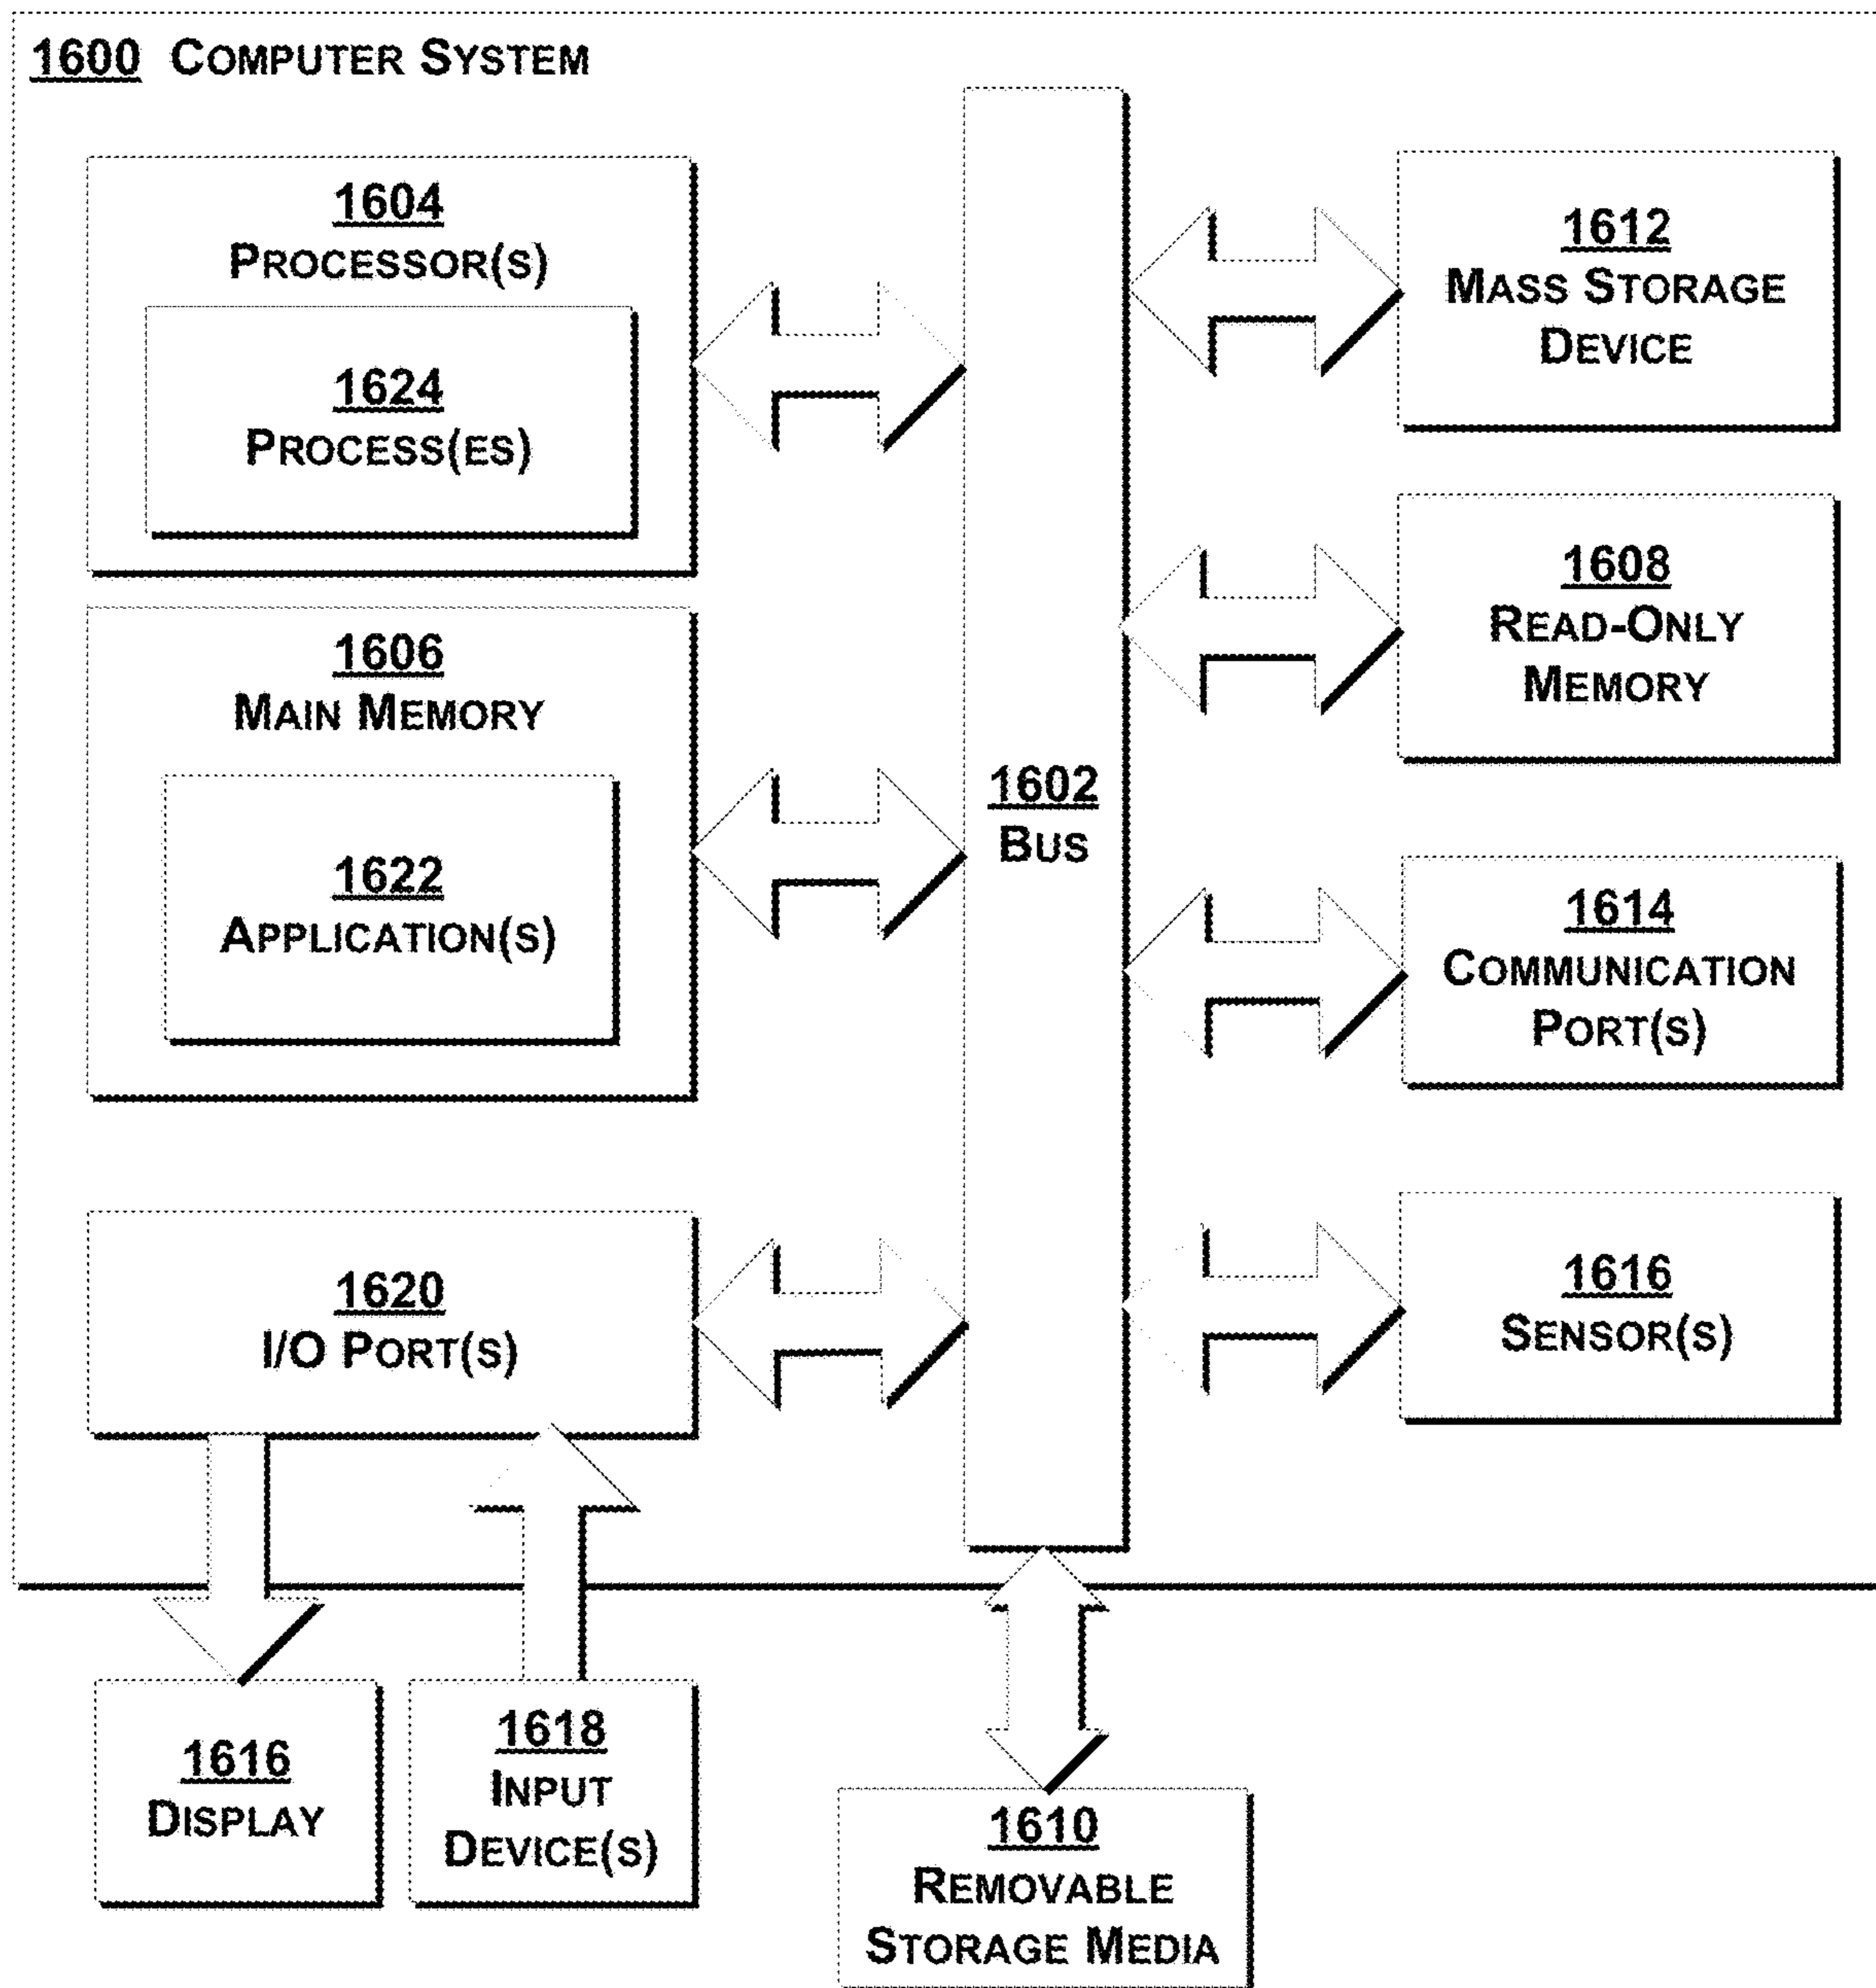 1600 COMPUTER SYSTEM
1604
PROCESSOR(S)
1624
PROCESS(ES)
1606
MAIN MEMORY
1622
APPLICATION(S)
1620
I/O PORT(S)
1602
BUS
1612
MASS STORAGE
DEVICE
1608
READ-ONLY
MEMORY
1614
COMMUNICATION
PORT(S)
1616
SENSOR(S)
1616
DISPLAY
1618
INPUT
DEVICE(S)
1610
REMOVABLE
STORAGE MEDIA